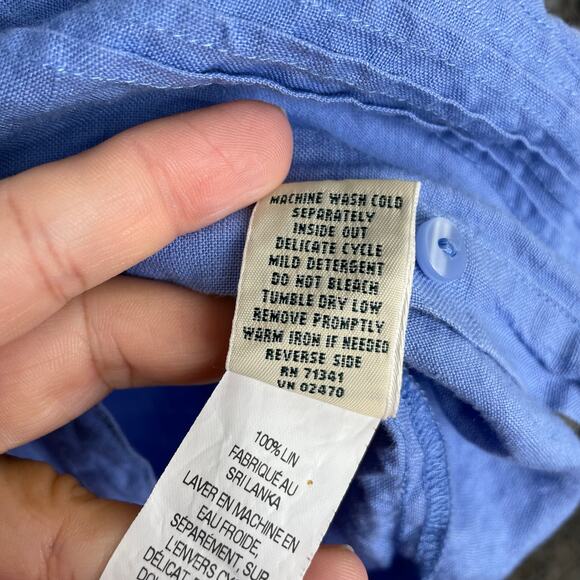 MACHINE WASH COLD
SEPARATELY
INSIDE OUT
DELICATE CYCLE
MILD DETERGENT
DO NOT BLEACH
TUMBLE DRY LOW
REMOVE PROMPTLY
WARM IRON IF NEEDED
REVERSE SIDE
RN 71341
VN 02470
100% LIN
FABRIQUÉ AU
SRI LANKA
LAVER EN MACHINE EN
EAU FROIDE,
SÉPARÉMENT, SUR
L'ENVERS
DÉLICAT